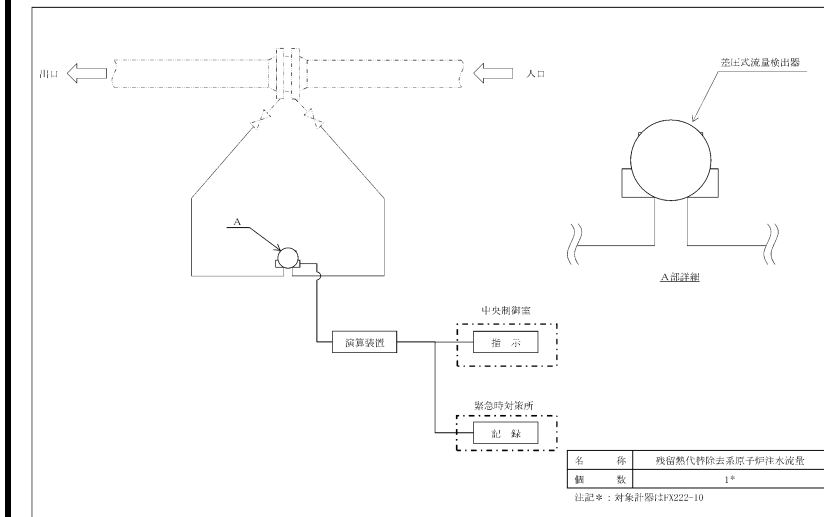 差圧式流量検出器
出口
入口
A
A部詳細
中央制御室
演算装置
指 示
緊急時対策所
記 録
名 称 残留熱代替除去系原子炉注水流量
個 数 1*
注記*：対象計器はFX222-10